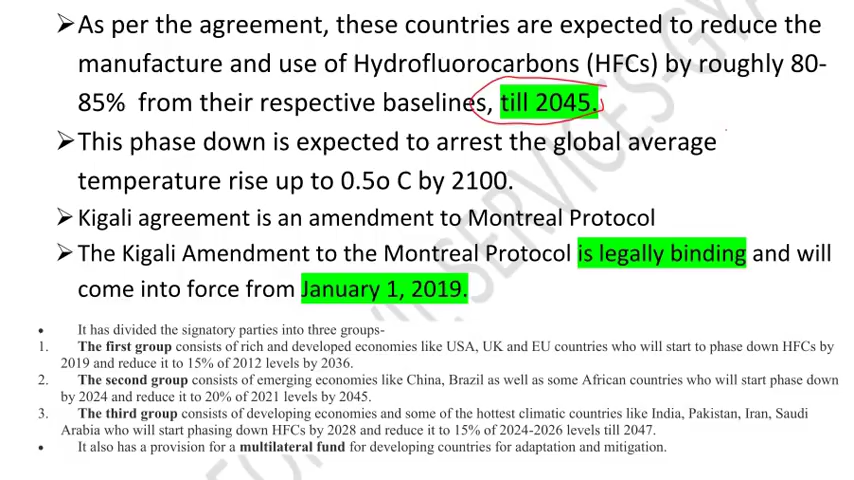 ➤As per the agreement, these countries are expected to reduce the
manufacture and use of Hydrofluorocarbons (HFCs) by roughly 80-
85%  from their respective baselines, till 2045.
➤This phase down is expected to arrest the global average
temperature rise up to 0.5o C by 2100.
➤Kigali agreement is an amendment to Montreal Protocol
➤The Kigali Amendment to the Montreal Protocol is legally binding and will
come into force from January 1, 2019.
• It has divided the signatory parties into three groups-
1. The first group consists of rich and developed economies like USA, UK and EU countries who will start to phase down HFCs by
2019 and reduce it to 15% of 2012 levels by 2036.
2. The second group consists of emerging economies like China, Brazil as well as some African countries who will start phase down
by 2024 and reduce it to 20% of 2021 levels by 2045.
3. The third group consists of developing economies and some of the hottest climatic countries like India, Pakistan, Iran, Saudi
Arabia who will start phasing down HFCs by 2028 and reduce it to 15% of 2024-2026 levels till 2047.
• It also has a provision for a multilateral fund for developing countries for adaptation and mitigation.